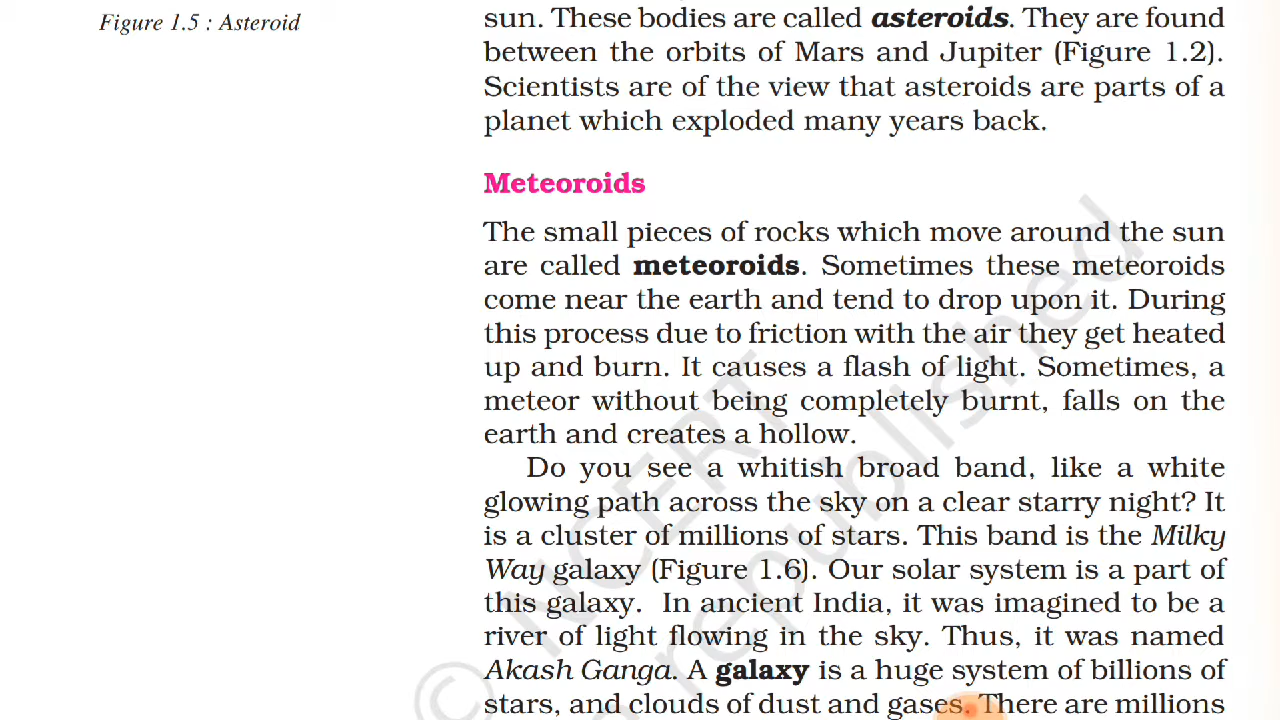 Figure 1.5 : Asteroid
sun. These bodies are called asteroids. They are found
between the orbits of Mars and Jupiter (Figure 1.2).
Scientists are of the view that asteroids are parts of a
planet which exploded many years back.
Meteoroids
The small pieces of rocks which move around the sun
are called meteoroids. Sometimes these meteoroids
come near the earth and tend to drop upon it. During
this process due to friction with the air they get heated
up and burn. It causes a flash of light. Sometimes, a
meteor without being completely burnt, falls on the
earth and creates a hollow.
Do you see a whitish broad band, like a white
glowing path across the sky on a clear starry night? It
is a cluster of millions of stars. This band is the Milky
Way galaxy (Figure 1.6). Our solar system is a part of
this galaxy. In ancient India, it was imagined to be a
river of light flowing in the sky. Thus, it was named
Akash Ganga. A galaxy is a huge system of billions of
stars, and clouds of dust and gases. There are millions
© NCERT
republished